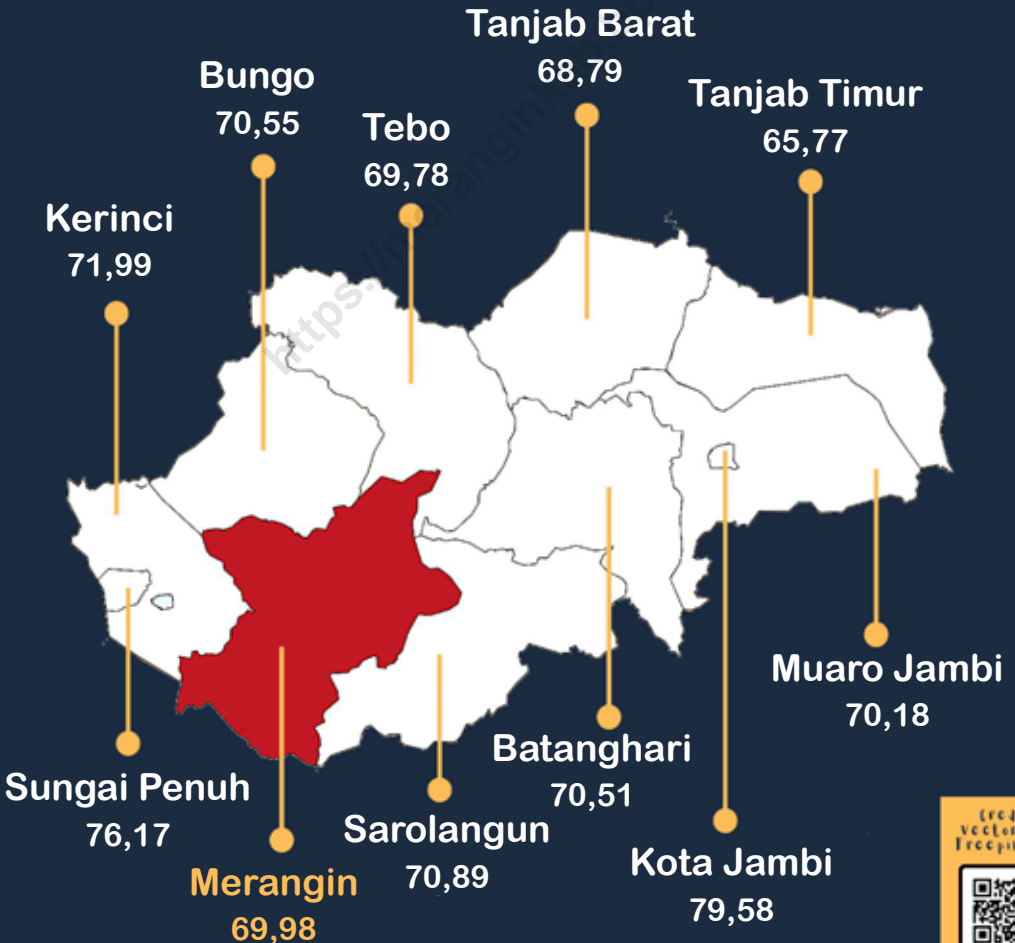 Tanjab Barat
68,79
Bungo
70,55
Tanjab Timur
65,77
Tebo
69,78
Kerinci
71,99
Muaro Jambi
70,18
Batanghari
70,51
Sungai Penuh
76,17
Sarolangun
70,89
Kota Jambi
79,58
Merangin
69,98